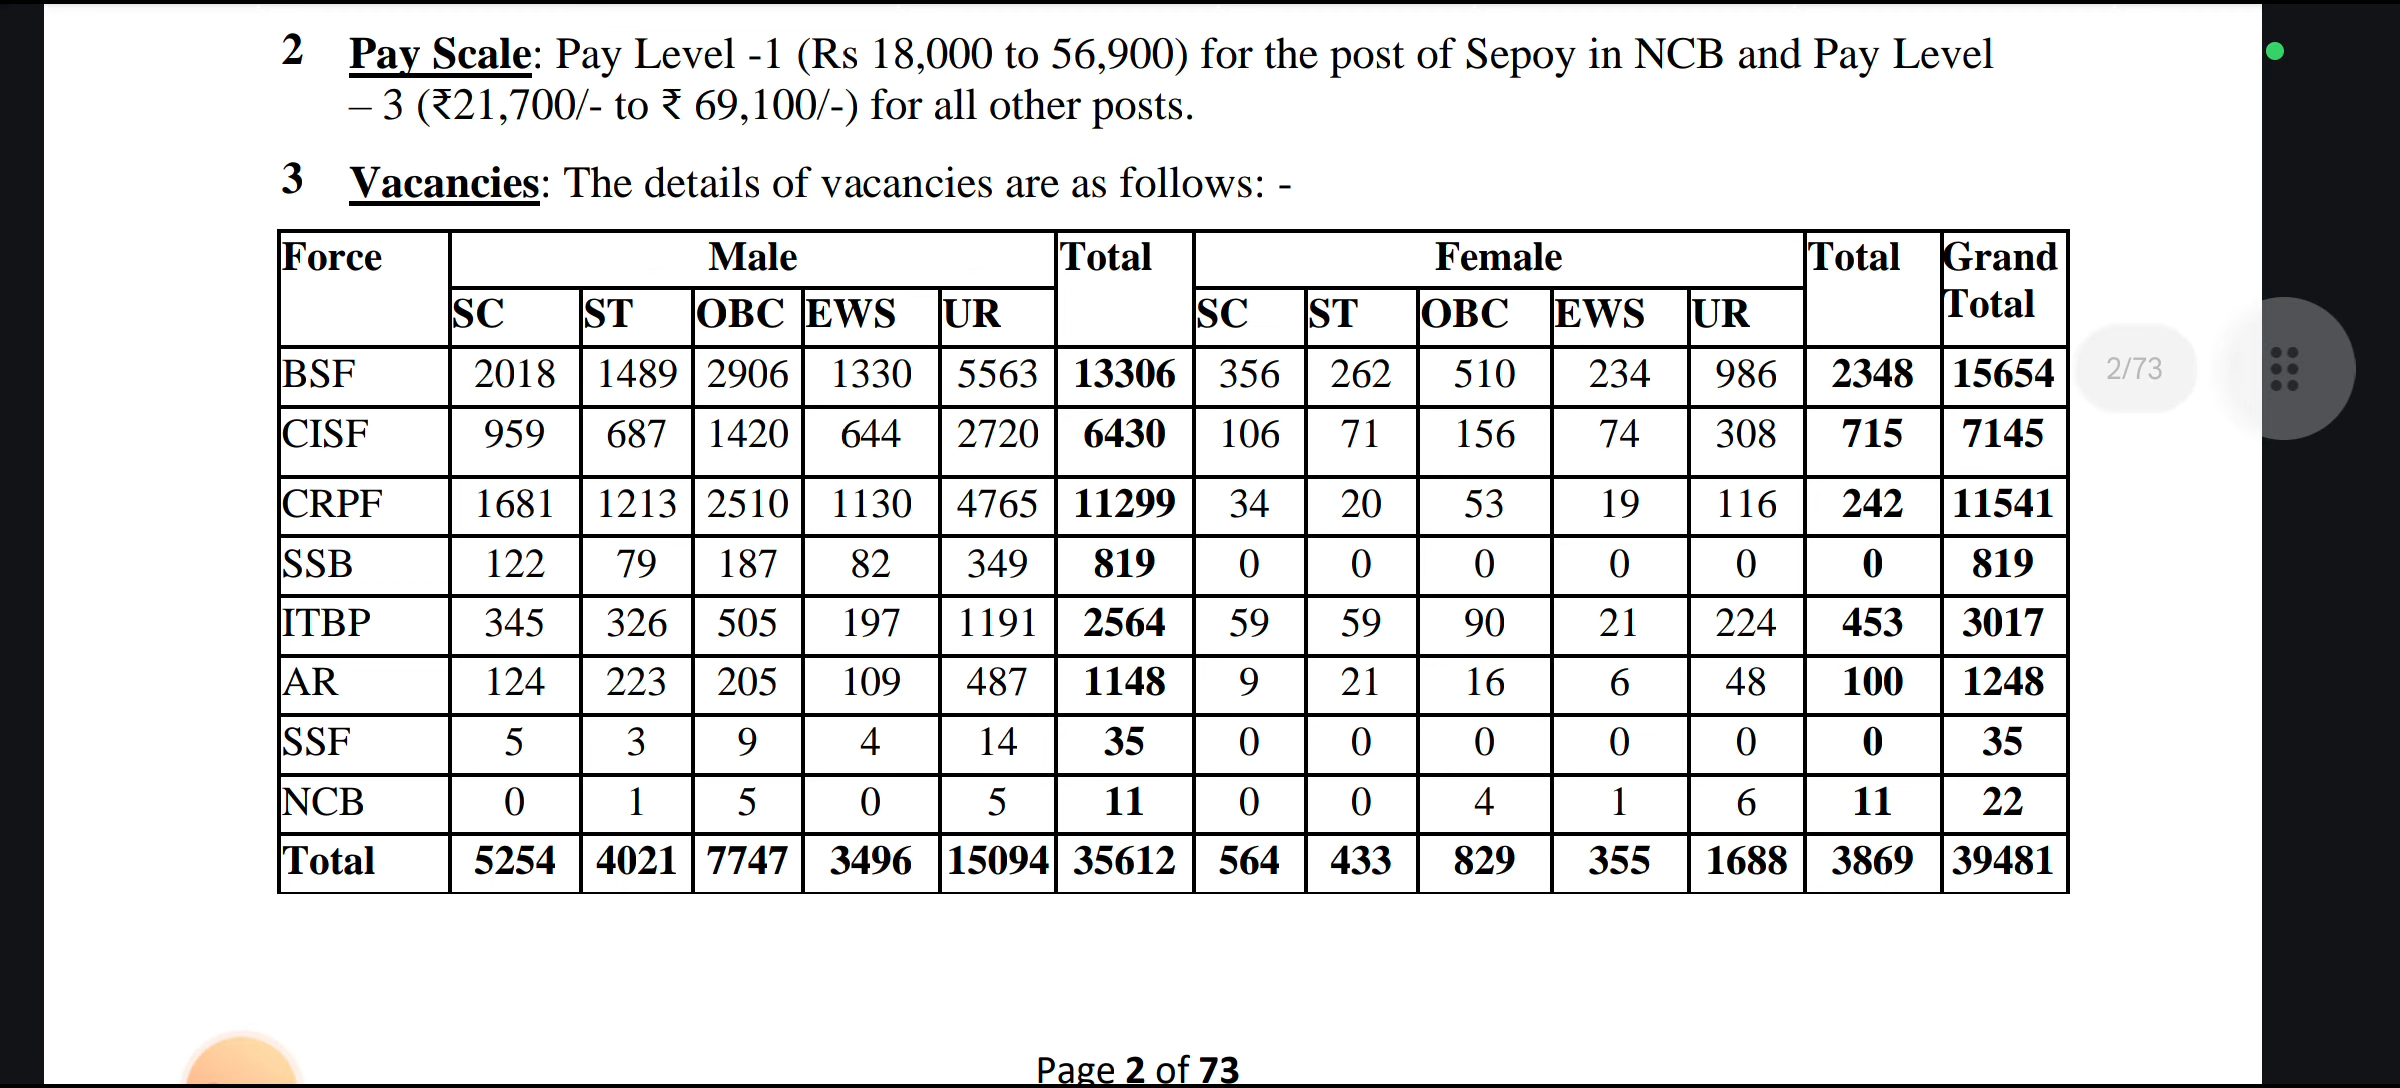 2 Pay Scale: Pay Level -1 (Rs 18,000 to 56,900) for the post of Sepoy in NCB and Pay Level
– 3 (₹21,700/- to ₹ 69,100/-) for all other posts.
3 Vacancies: The details of vacancies are as follows: -
Force Male Total Female Total Grand Total
SC ST OBC EWS UR SC ST OBC EWS UR
BSF 2018 1489 2906 1330 5563 13306 356 262 510 234 986 2348 15654
CISF 959 687 1420 644 2720 6430 106 71 156 74 308 715 7145
CRPF 1681 1213 2510 1130 4765 11299 34 20 53 19 116 242 11541
SSB 122 79 187 82 349 819 0 0 0 0 0 0 819
ITBP 345 326 505 197 1191 2564 59 59 90 21 224 453 3017
AR 124 223 205 109 487 1148 9 21 16 6 48 100 1248
SSF 5 3 9 4 14 35 0 0 0 0 0 0 35
NCB 0 1 5 0 5 11 0 0 4 1 6 11 22
Total 5254 4021 7747 3496 15094 35612 564 433 829 355 1688 3869 39481
2/73
Page 2 of 73